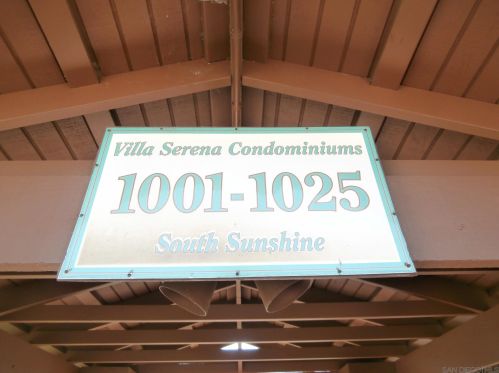 Villa Serena Condominiums
1001-1025
South Sunshine